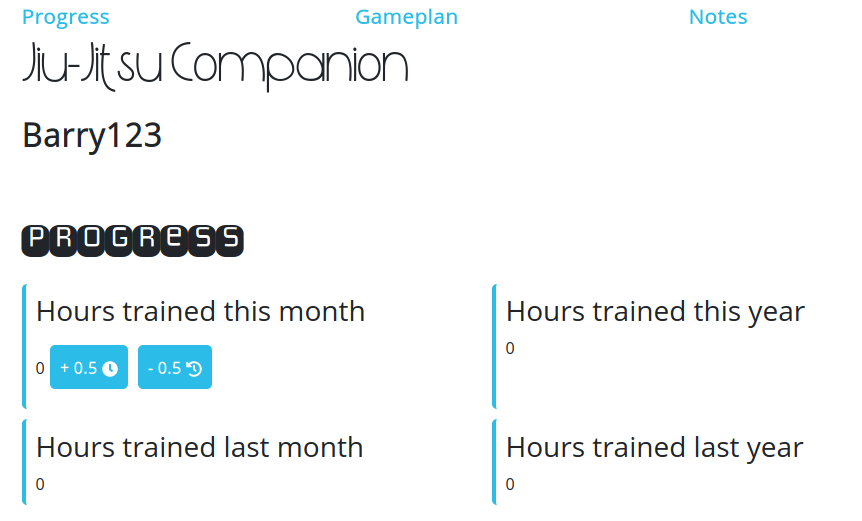 Progress Gameplan Notes
Jiu-Jitsu Companion
Barry123
PROGRESS
Hours trained this month
0 + 0.5 - 0.5
Hours trained this year
0
Hours trained last month
0
Hours trained last year
0